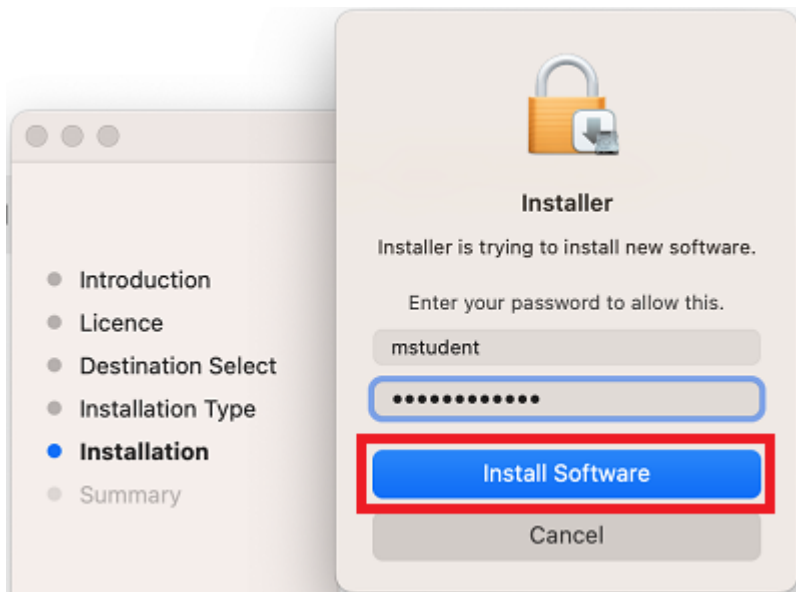 Introduction
Licence
Destination Select
Installation Type
Installation
Summary
Installer
Installer is trying to install new software.
Enter your password to allow this.
mstudent
••••••••••••
Install Software
Cancel